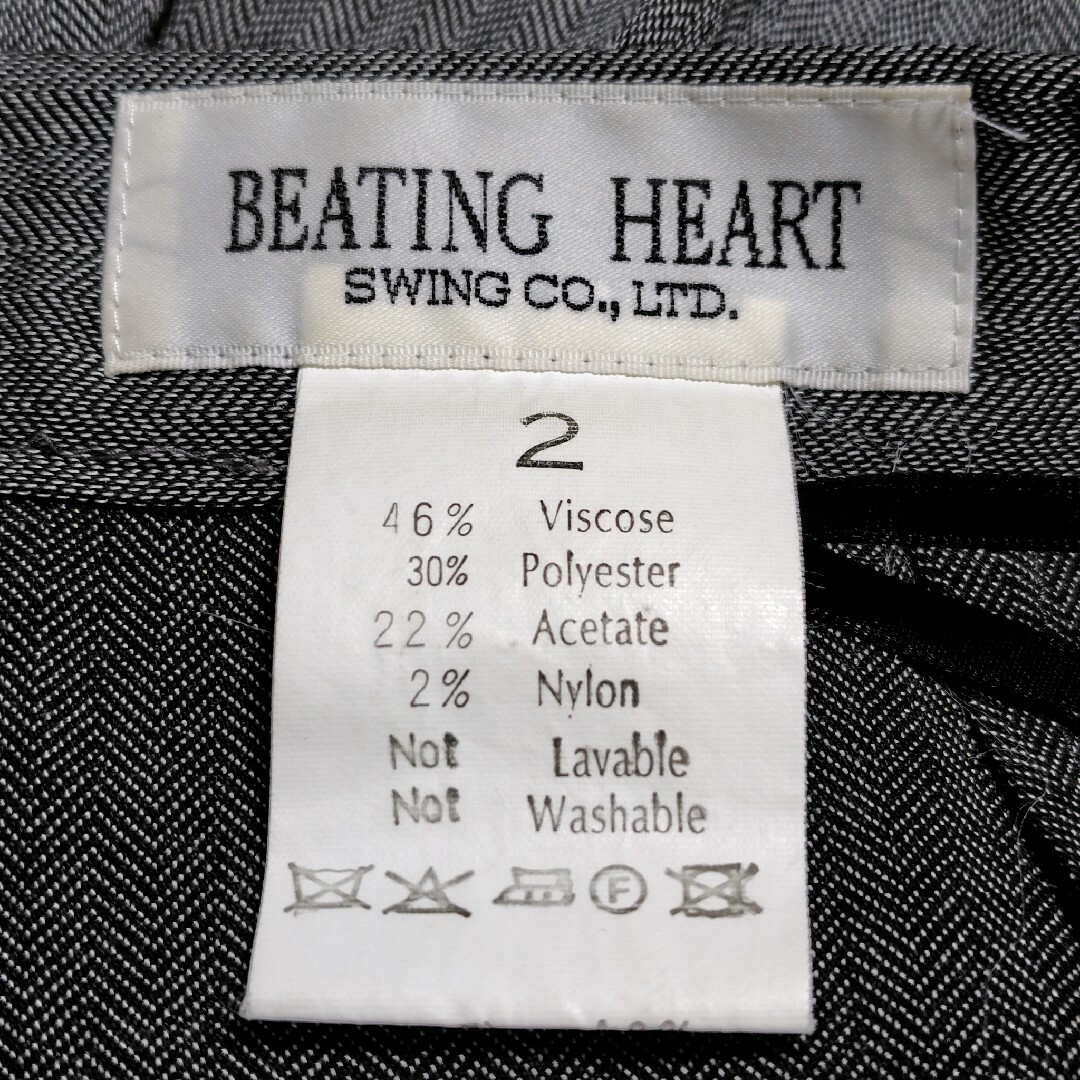 BEATING HEART
SWING CO., LTD.
2
46% Viscose
30% Polyester
22% Acetate
2% Nylon
Not Lavable
Not Washable
F